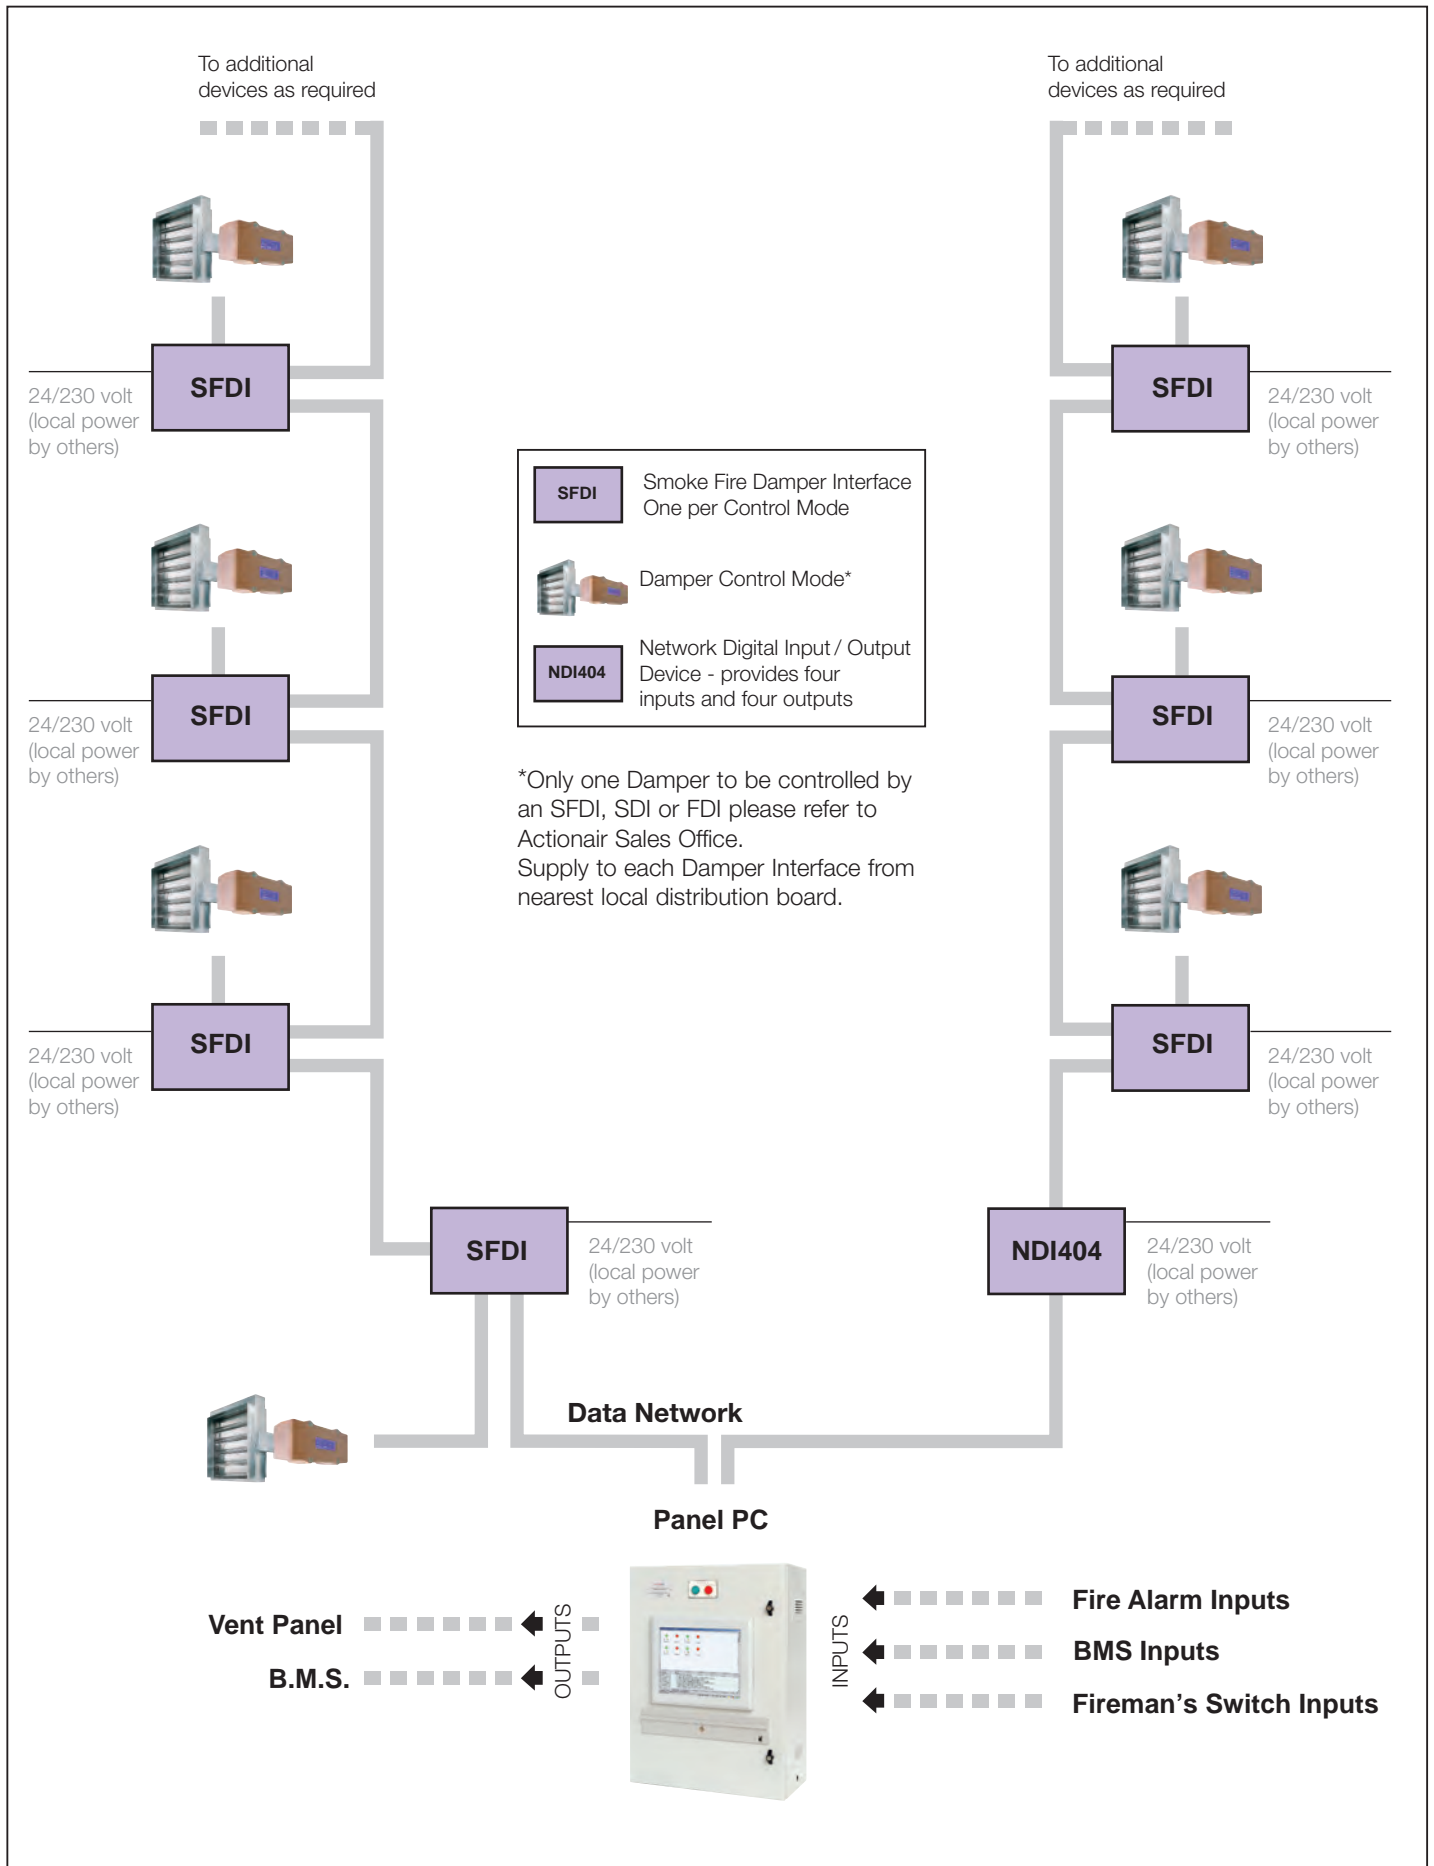 To additional
devices as required
To additional
devices as required
SFDI
24/230 volt
(local power
by others)
SFDI
24/230 volt
(local power
by others)
SFDI
Smoke Fire Damper Interface
One per Control Mode
Damper Control Mode*
NDI404
Network Digital Input / Output
Device - provides four
inputs and four outputs
SFDI
24/230 volt
(local power
by others)
SFDI
24/230 volt
(local power
by others)
*Only one Damper to be controlled by
an SFDI, SDI or FDI please refer to
Actionair Sales Office.
Supply to each Damper Interface from
nearest local distribution board.
SFDI
24/230 volt
(local power
by others)
SFDI
24/230 volt
(local power
by others)
SFDI
24/230 volt
(local power
by others)
NDI404
24/230 volt
(local power
by others)
Data Network
Panel PC
Vent Panel
B.M.S.
OUTPUTS
INPUTS
Fire Alarm Inputs
BMS Inputs
Fireman’s Switch Inputs